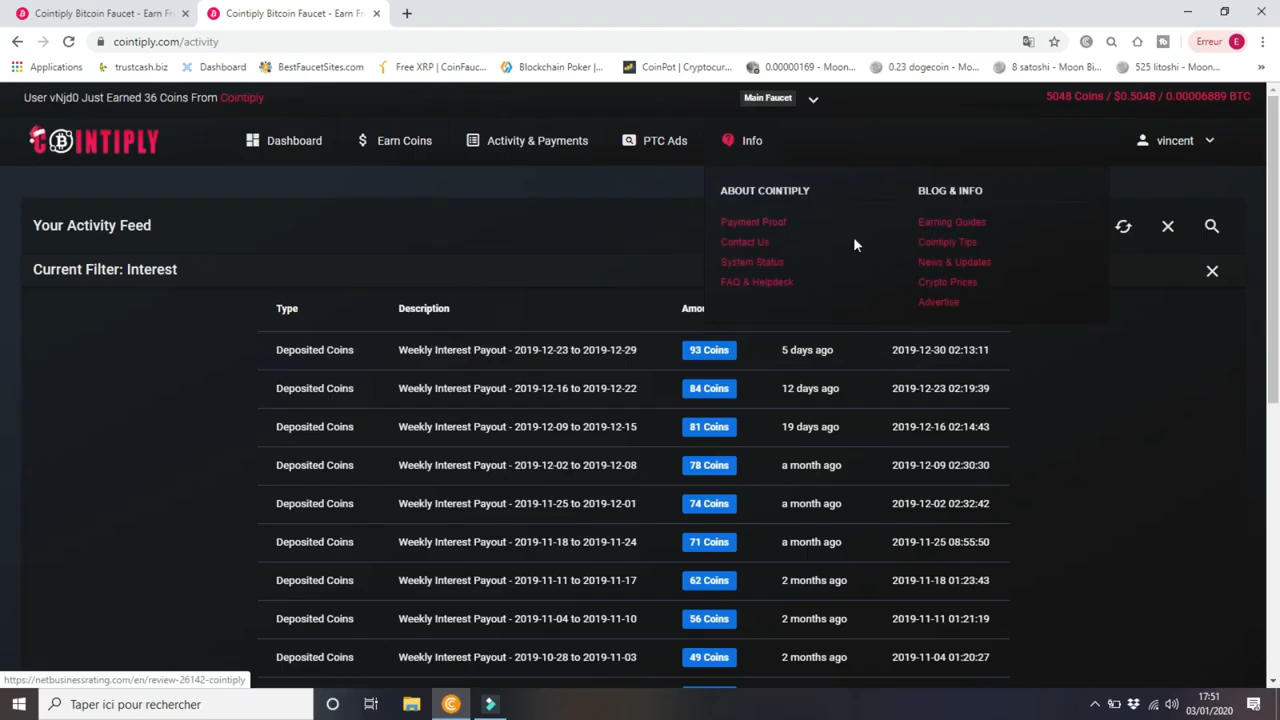 Cointiply Bitcoin Faucet - Earn Fr
Cointiply Bitcoin Faucet - Earn Fr
cointiply.com/activity
Erreur E
Applications
trustcash.biz
Dashboard
BestFaucetSites.com
Free XRP | CoinFauc...
Blockchain Poker |...
CoinPot | Cryptocur...
0.00000169 - Moon...
0.23 dogecoin - Mo...
8 satoshi - Moon Bi...
525 litoshi - Moon...
User vNjd0 Just Earned 36 Coins From Cointiply
Main Faucet
5048 Coins / $0.5048 / 0.00006889 BTC
COINTIPLY
Dashboard
Earn Coins
Activity & Payments
PTC Ads
Info
vincent
ABOUT COINTIPLY
Payment Proof
Contact Us
System Status
FAQ & Helpdesk
BLOG & INFO
Earning Guides
Cointiply Tips
News & Updates
Crypto Prices
Advertise
Your Activity Feed
Current Filter: Interest
Type Description Amou
Deposited Coins Weekly Interest Payout - 2019-12-23 to 2019-12-29 93 Coins 5 days ago 2019-12-30 02:13:11
Deposited Coins Weekly Interest Payout - 2019-12-16 to 2019-12-22 84 Coins 12 days ago 2019-12-23 02:19:39
Deposited Coins Weekly Interest Payout - 2019-12-09 to 2019-12-15 81 Coins 19 days ago 2019-12-16 02:14:43
Deposited Coins Weekly Interest Payout - 2019-12-02 to 2019-12-08 78 Coins a month ago 2019-12-09 02:30:30
Deposited Coins Weekly Interest Payout - 2019-11-25 to 2019-12-01 74 Coins a month ago 2019-12-02 02:32:42
Deposited Coins Weekly Interest Payout - 2019-11-18 to 2019-11-24 71 Coins a month ago 2019-11-25 08:55:50
Deposited Coins Weekly Interest Payout - 2019-11-11 to 2019-11-17 62 Coins 2 months ago 2019-11-18 01:23:43
Deposited Coins Weekly Interest Payout - 2019-11-04 to 2019-11-10 56 Coins 2 months ago 2019-11-11 01:21:19
Deposited Coins Weekly Interest Payout - 2019-10-28 to 2019-11-03 49 Coins 2 months ago 2019-11-04 01:20:27
https://netbusinessrating.com/en/review-26142-cointiply
Taper ici pour rechercher
17:51
03/01/2020